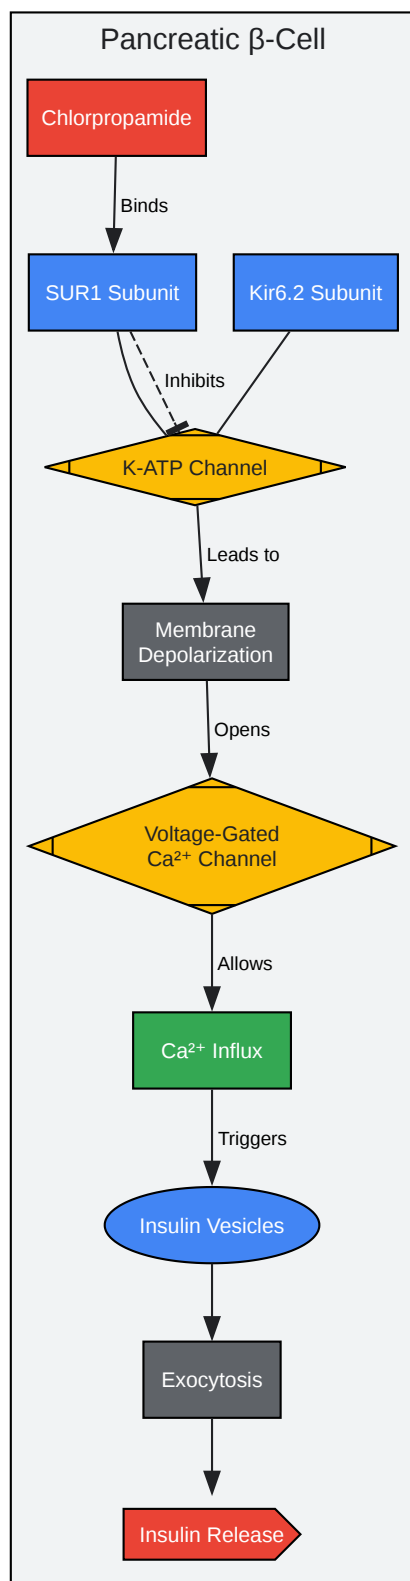 Pancreatic β-Cell
Chlorpropamide
Binds
SUR1 Subunit
Kir6.2 Subunit
Inhibits
K-ATP Channel
Leads to
Membrane
Depolarization
Opens
Voltage-Gated
Ca²⁺ Channel
Allows
Ca²⁺ Influx
Triggers
Insulin Vesicles
Exocytosis
Insulin Release